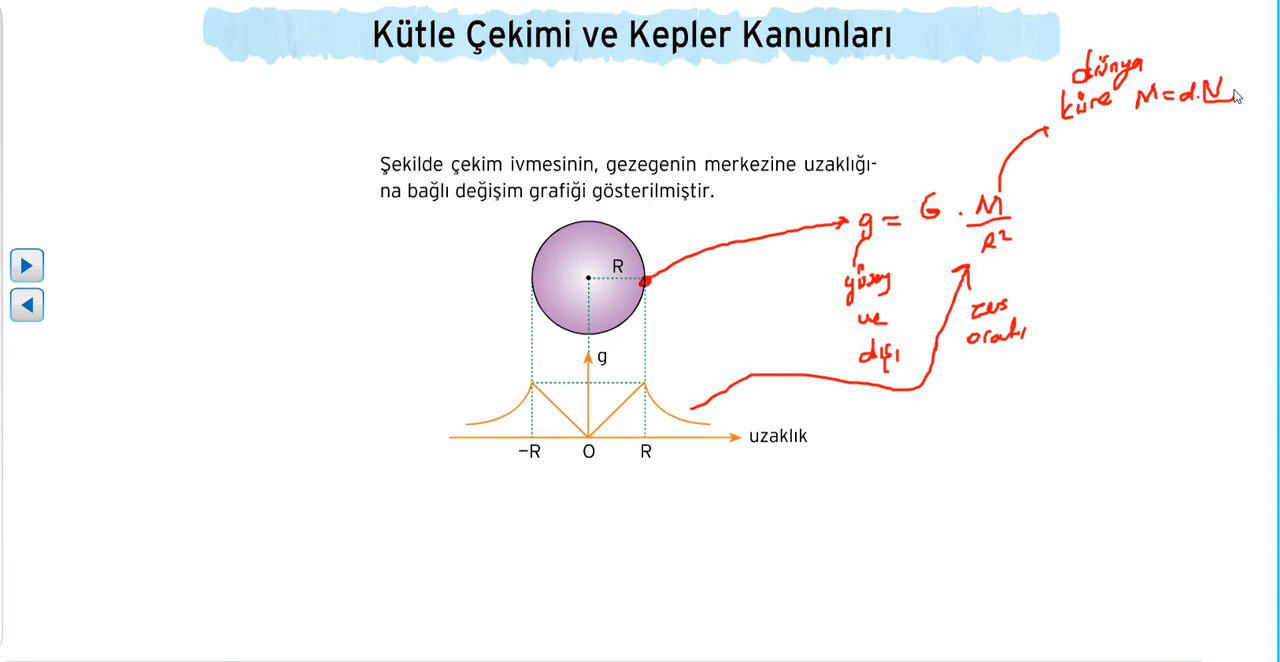 Kütle Çekimi ve Kepler Kanunları
dünya
küre M=d.V
Şekilde çekim ivmesinin, gezegenin merkezine uzaklığı-
na bağlı değişim grafiği gösterilmiştir.
g = G . M
R²
R
yüzey
ve
dışı
ters
orantı
g
uzaklık
−R O R